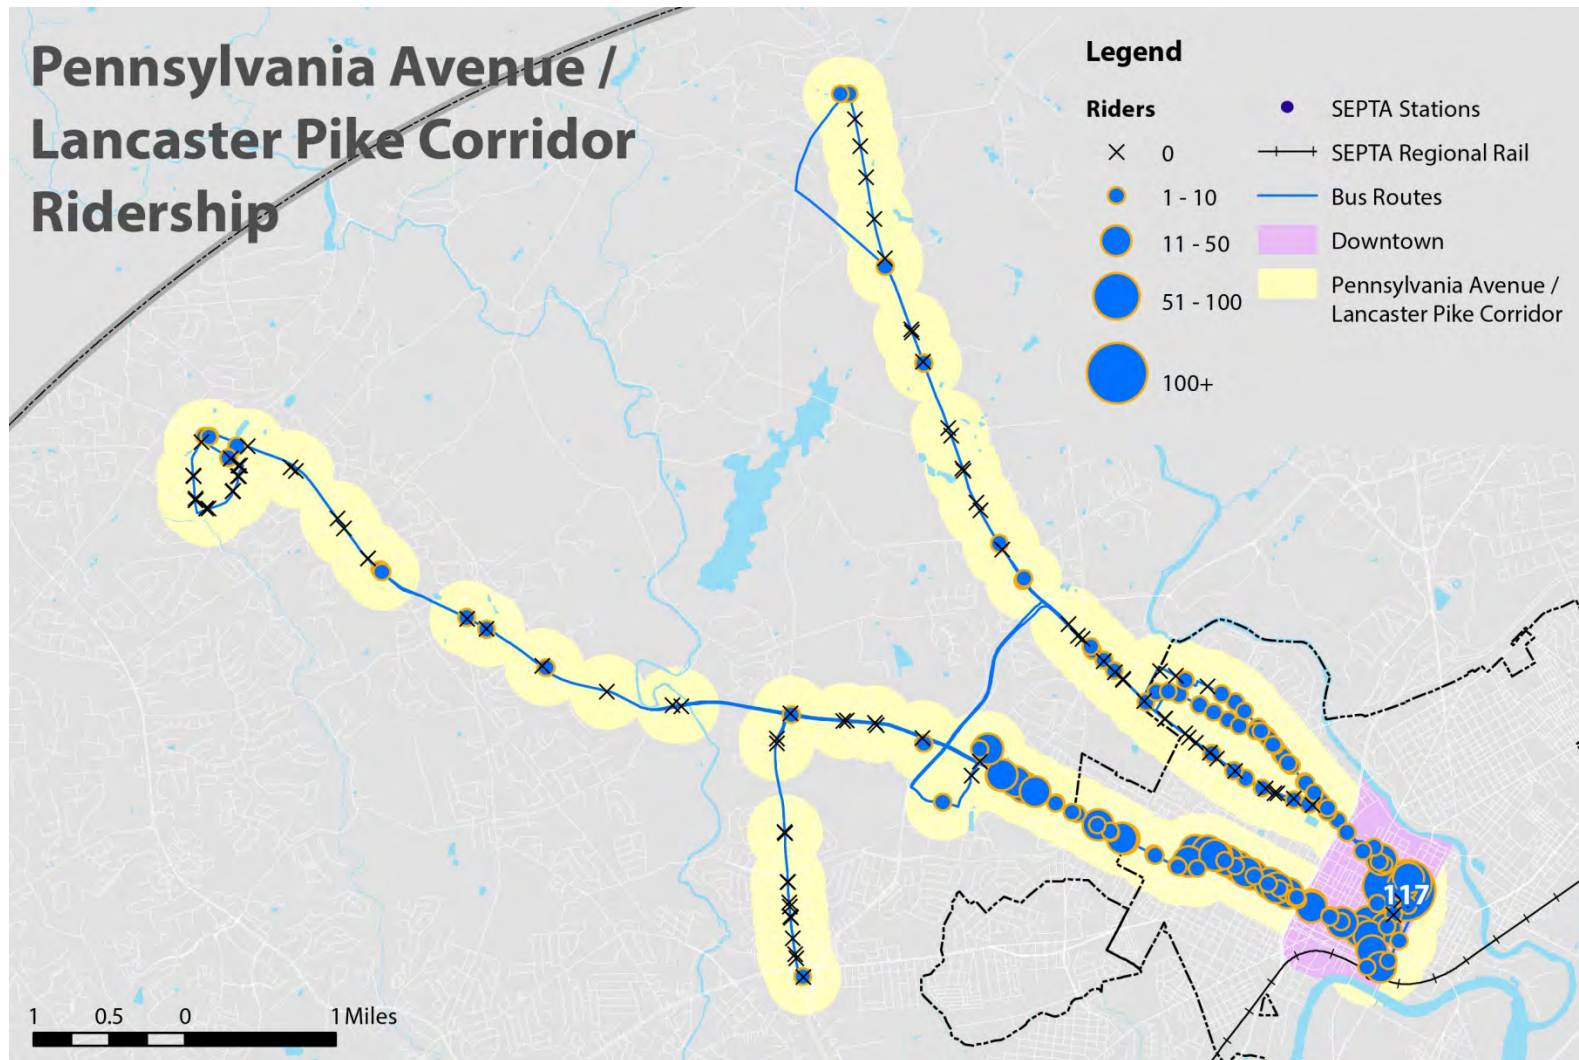 Pennsylvania Avenue /
Lancaster Pike Corridor
Ridership
Legend
Riders
0
1 - 10
11 - 50
51 - 100
100+
SEPTA Stations
SEPTA Regional Rail
Bus Routes
Downtown
Pennsylvania Avenue /
Lancaster Pike Corridor
117
1 0.5 0 1 Miles